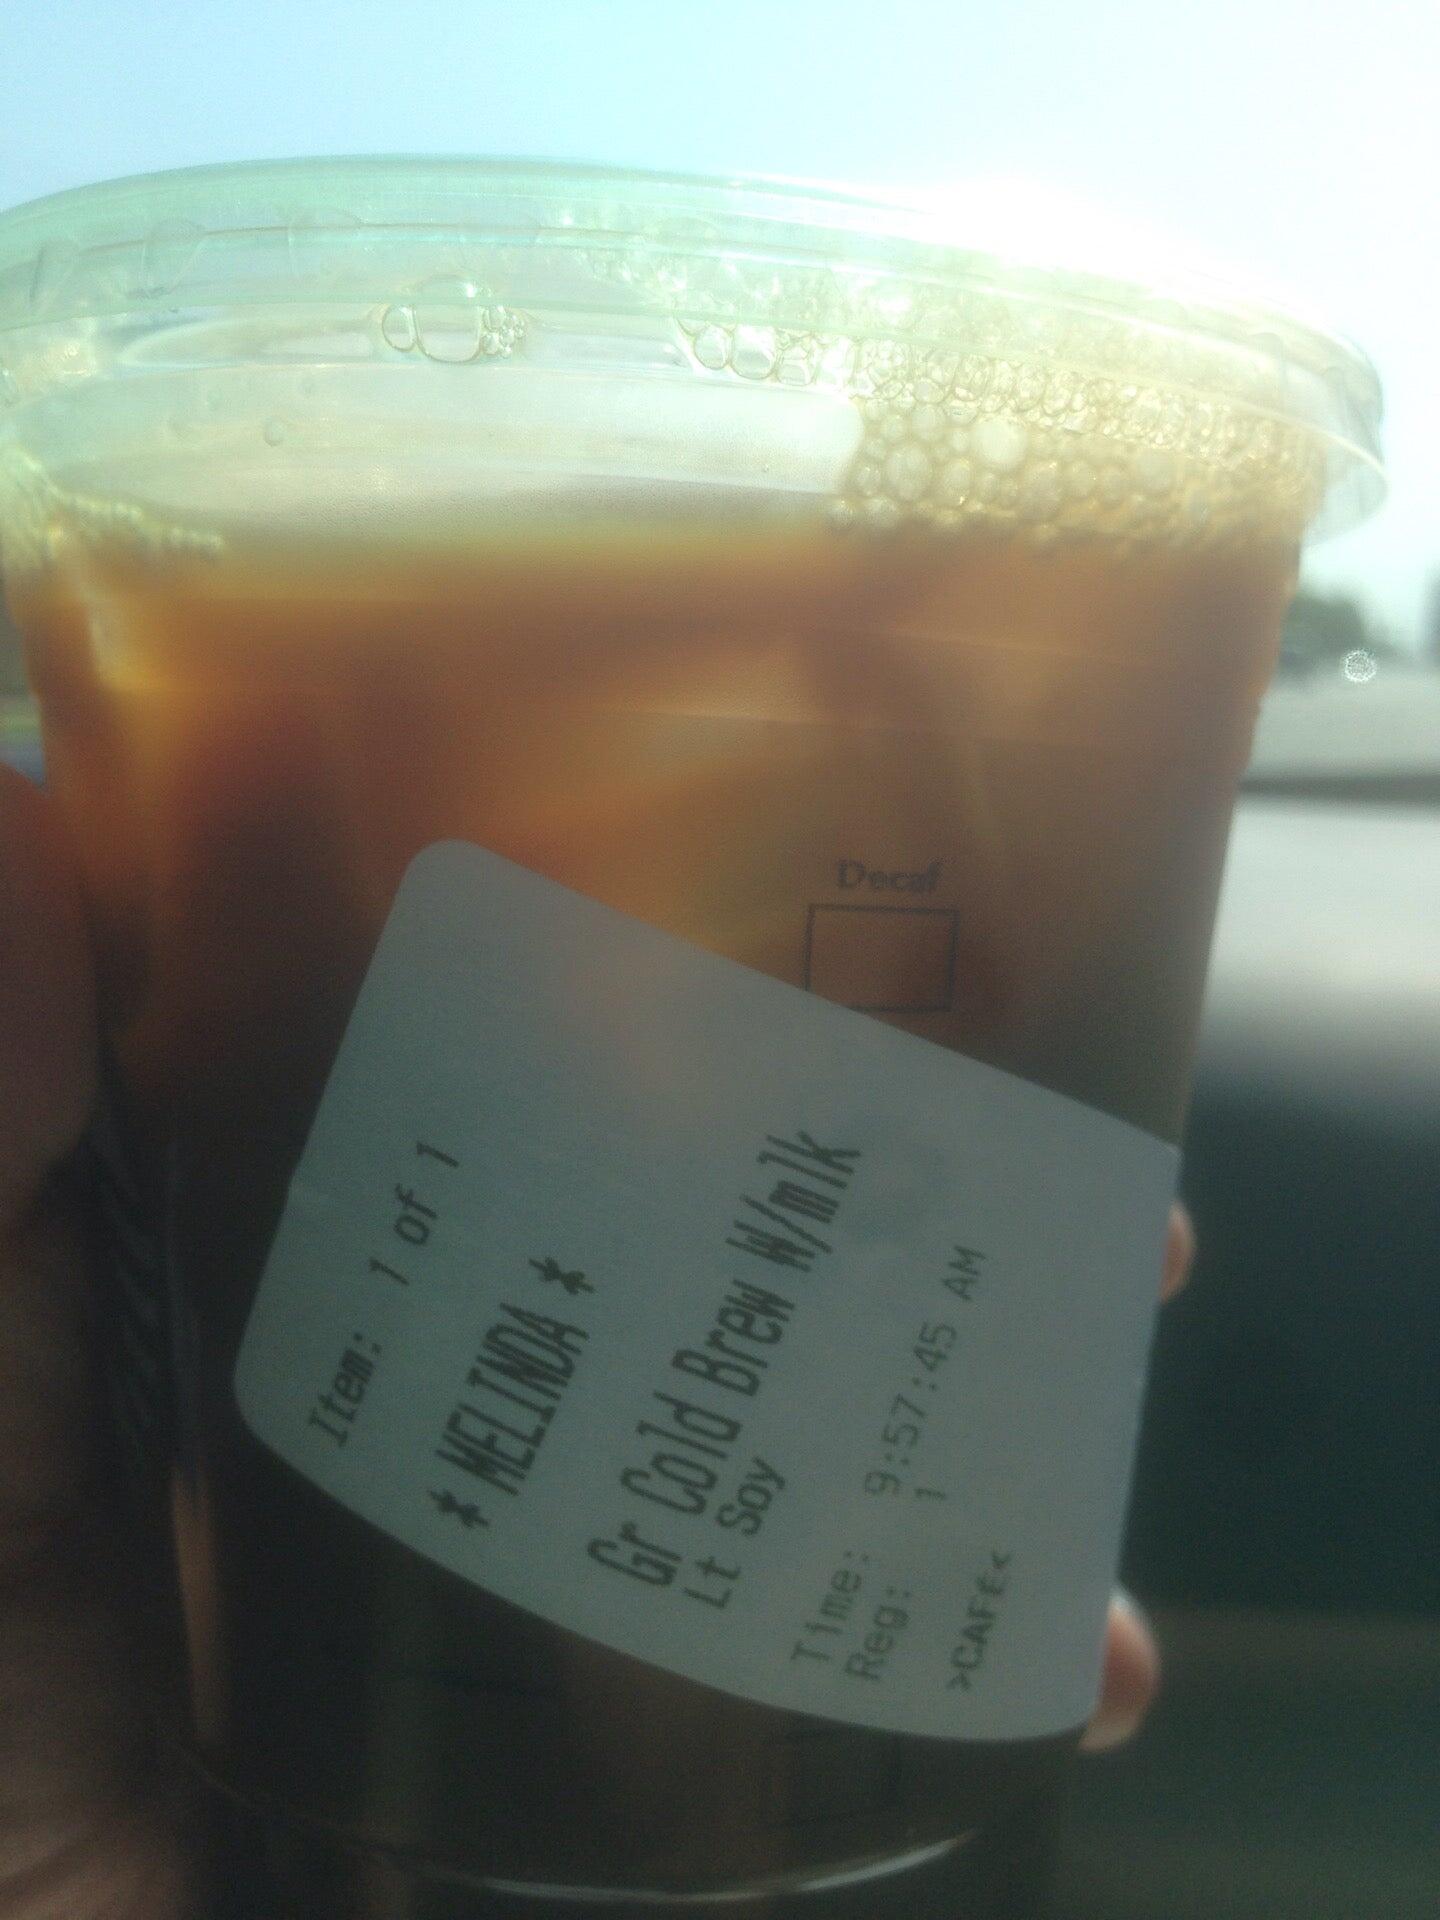 Decaf
Item: 1 of 1
* MELINDA *
Gr Cold Brew W/mlk
Lt Soy
Time: 9:57:45 AM
Reg: 1
>CAFE<